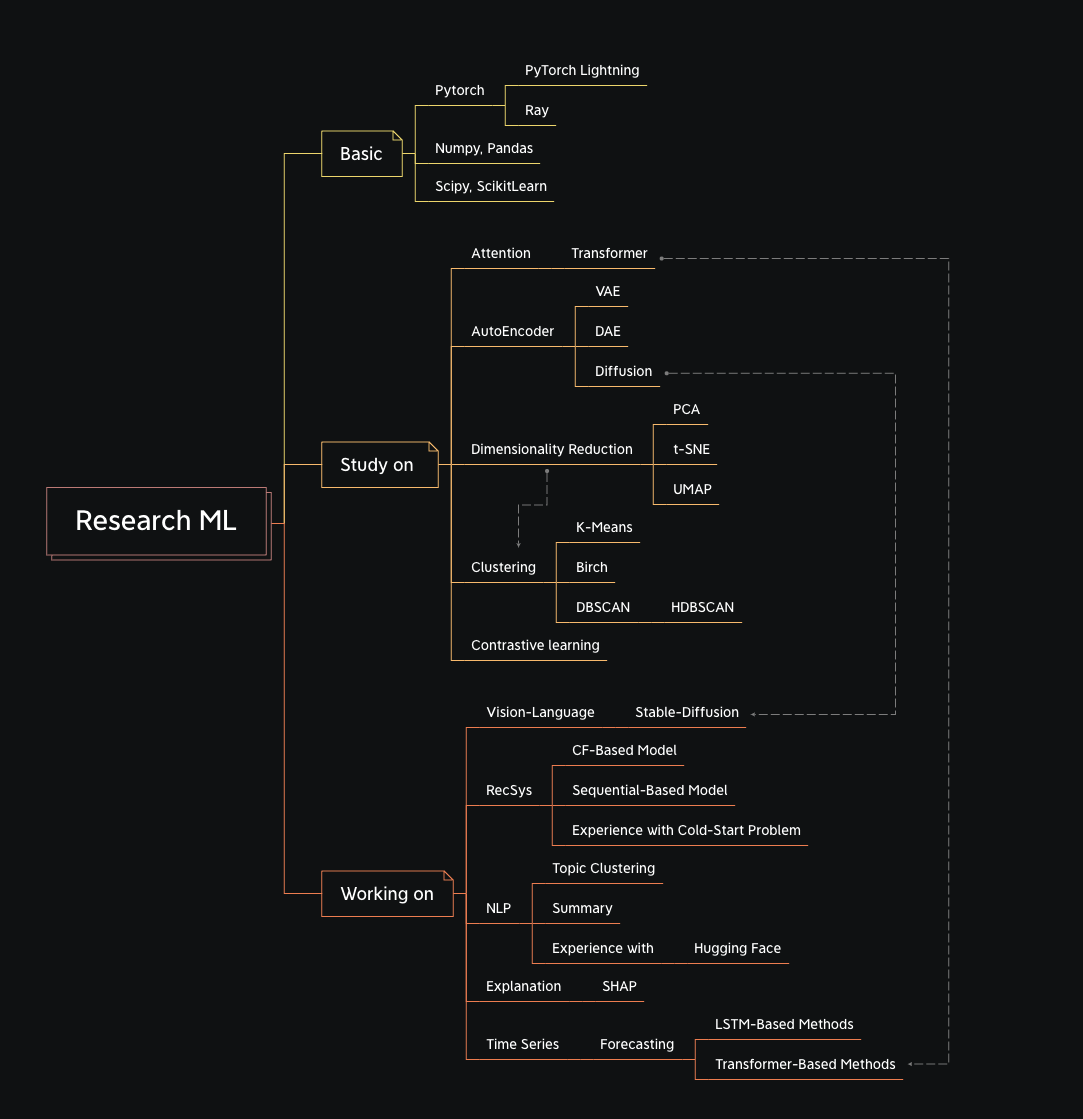 PyTorch Lightning
Pytorch
Ray
Basic
Numpy, Pandas
Scipy, ScikitLearn
Attention
Transformer
VAE
AutoEncoder
DAE
Diffusion
PCA
Dimensionality Reduction
t-SNE
Study on
UMAP
Research ML
K-Means
Clustering
Birch
DBSCAN
HDBSCAN
Contrastive learning
Vision-Language
Stable-Diffusion
CF-Based Model
RecSys
Sequential-Based Model
Experience with Cold-Start Problem
Topic Clustering
Working on
NLP
Summary
Experience with
Hugging Face
Explanation
SHAP
LSTM-Based Methods
Time Series
Forecasting
Transformer-Based Methods